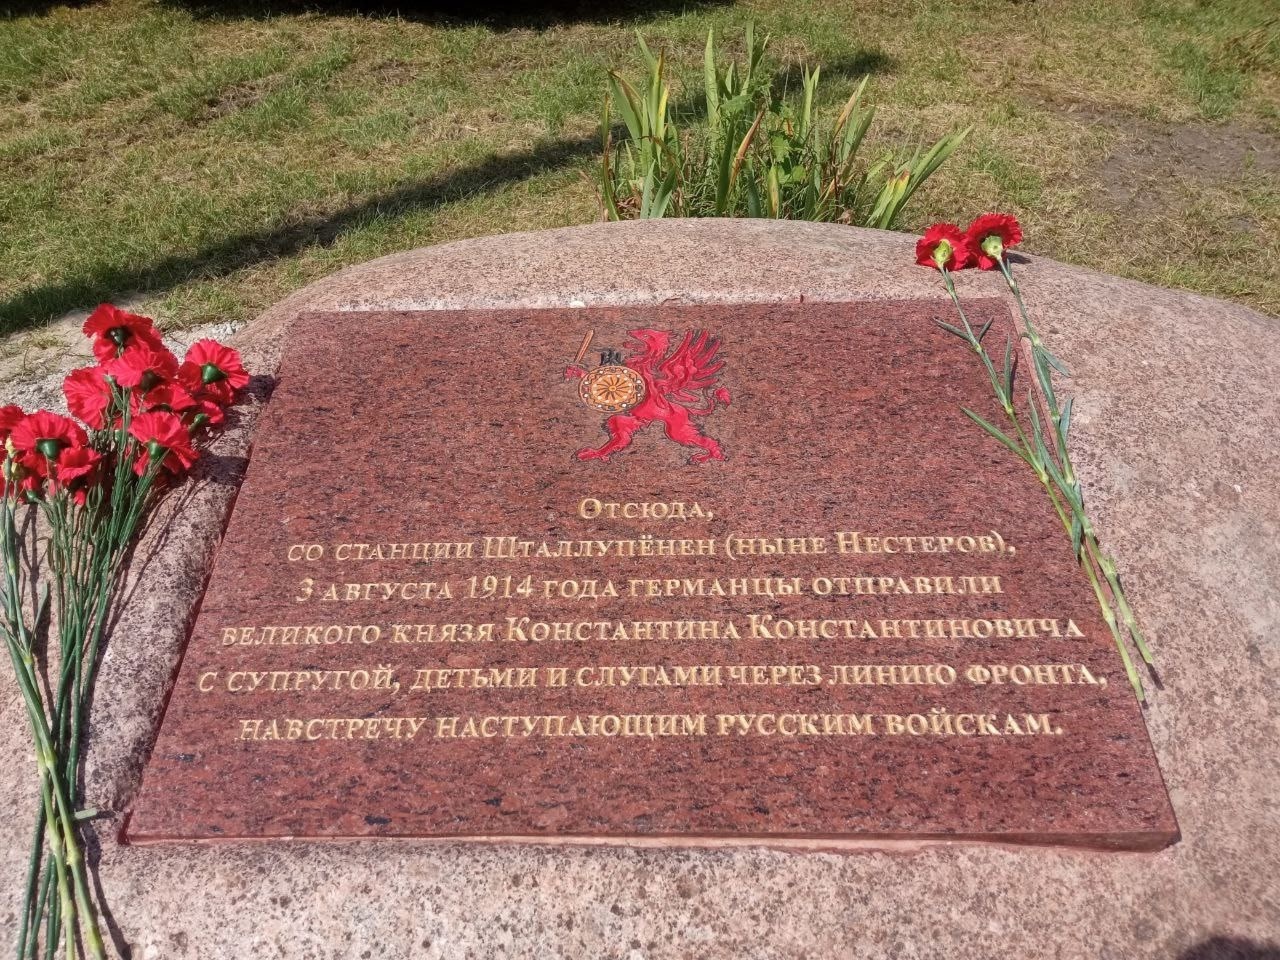 Отсюда,
со станции Шталлупёнен (ныне Нестеров),
3 августа 1914 года германцы отправили
великого князя Константина Константиновича
с супругой, детьми и слугами через линию фронта,
навстречу наступающим русским войскам.